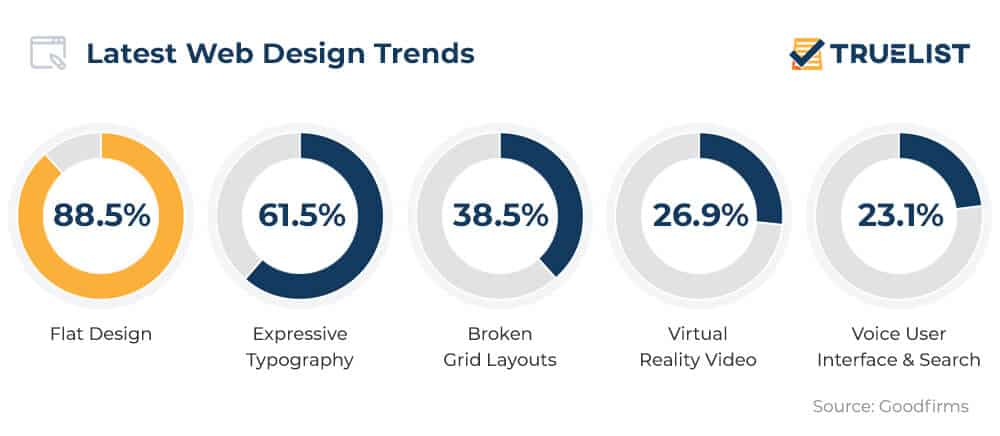 Latest Web Design Trends
TRUELIST
88.5%
61.5%
38.5%
26.9%
23.1%
Flat Design
Expressive
Typography
Broken
Grid Layouts
Virtual
Reality Video
Voice User
Interface & Search
Source: Goodfirms